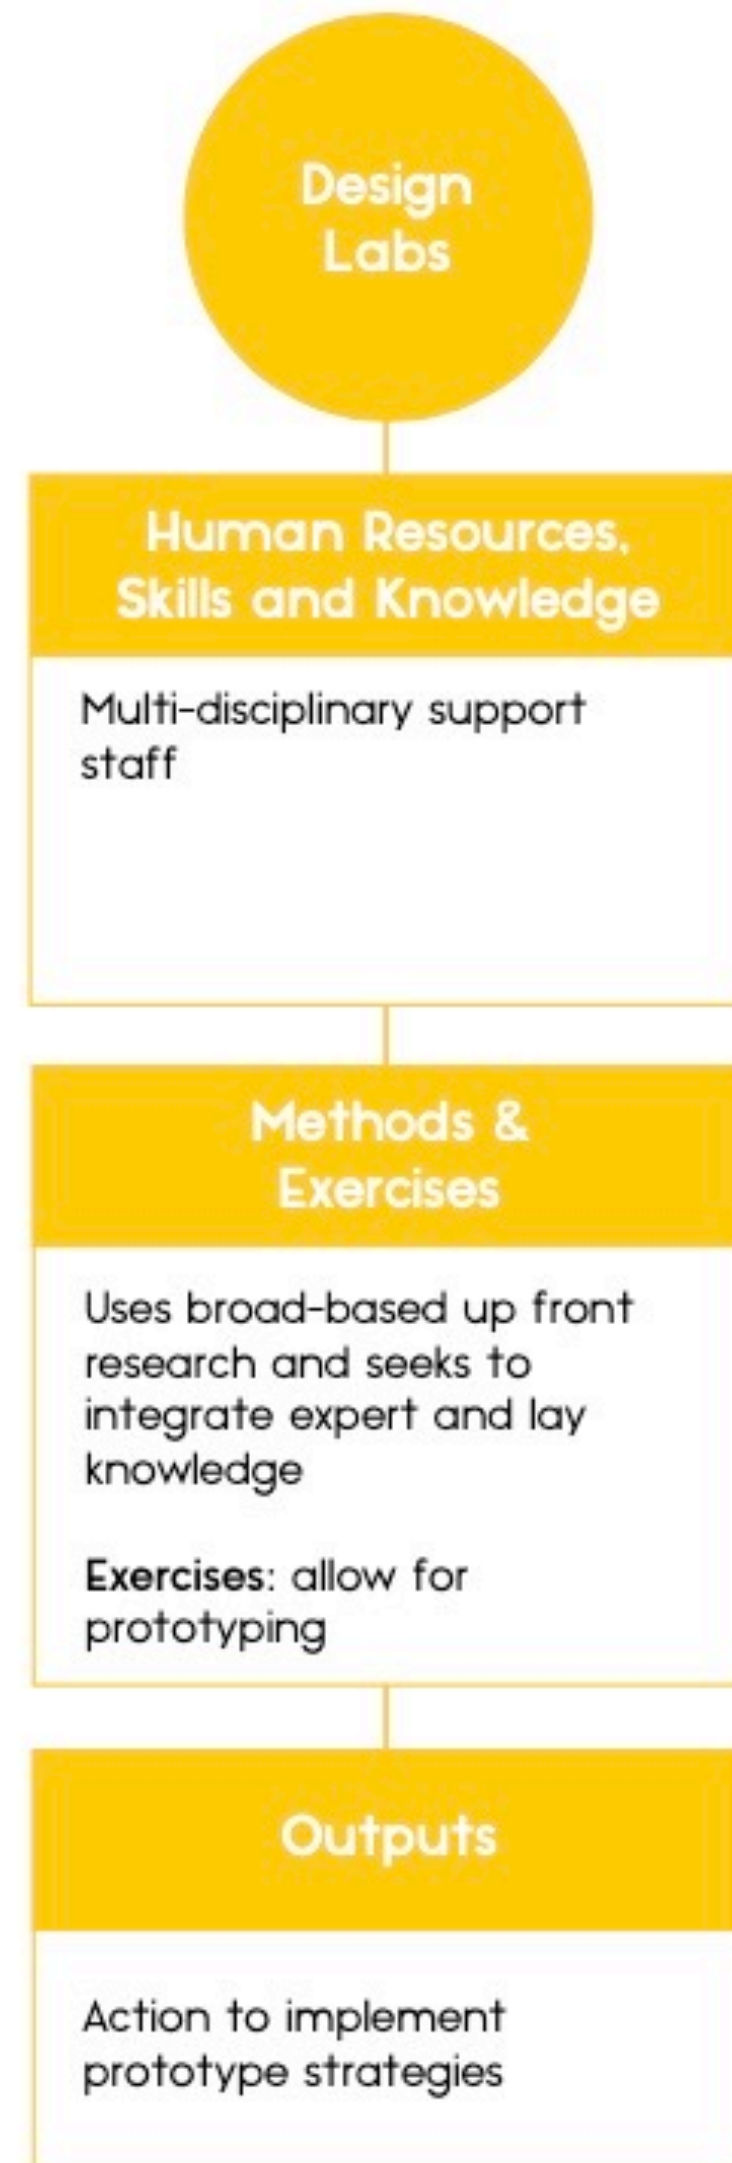 Design
Labs
Human Resources,
Skills and Knowledge
Multi-disciplinary support
staff
Methods &
Exercises
Uses broad-based up front
research and seeks to
integrate expert and lay
knowledge
Exercises: allow for
prototyping
Outputs
Action to implement
prototype strategies